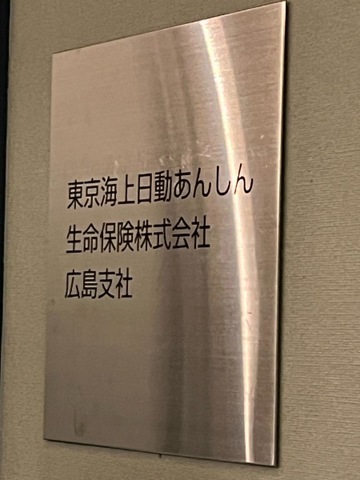 東京海上日動あんしん
生命保険株式会社
広島支社